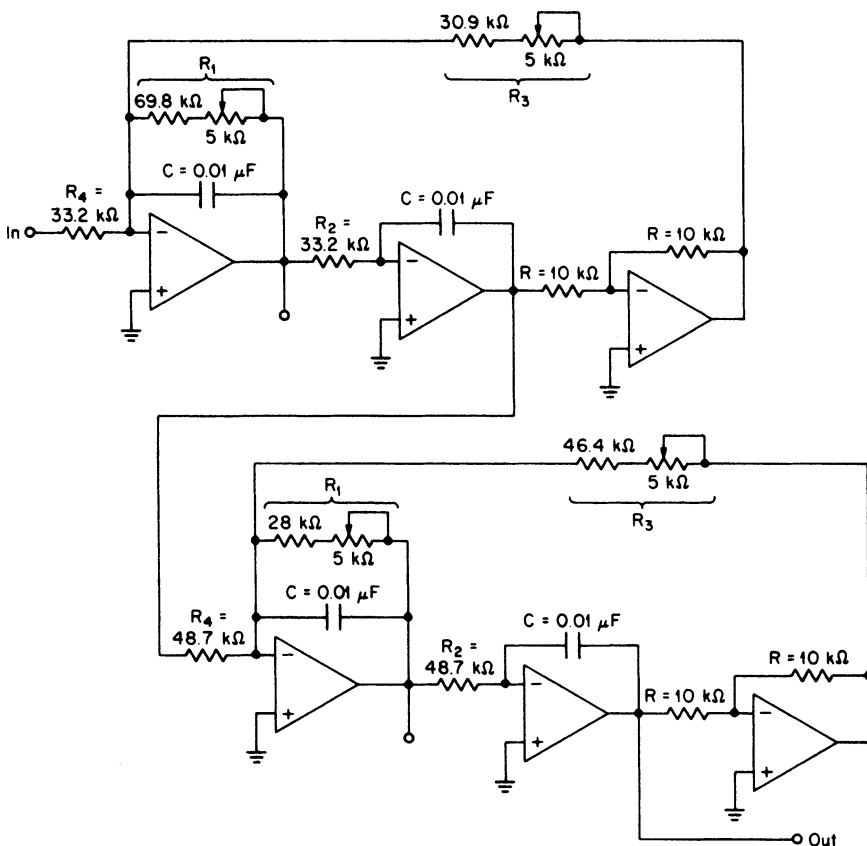 30.9 kΩ
5 kΩ
R3
R1
69.8 kΩ
5 kΩ
C = 0.01 μF
R4 =
33.2 kΩ
In
−
+
R2 =
33.2 kΩ
C = 0.01 μF
−
+
R = 10 kΩ
R = 10 kΩ
−
+
46.4 kΩ
5 kΩ
R3
R1
28 kΩ
5 kΩ
C = 0.01 μF
R4 =
48.7 kΩ
−
+
R2 =
48.7 kΩ
C = 0.01 μF
−
+
R = 10 kΩ
R = 10 kΩ
−
+
Out